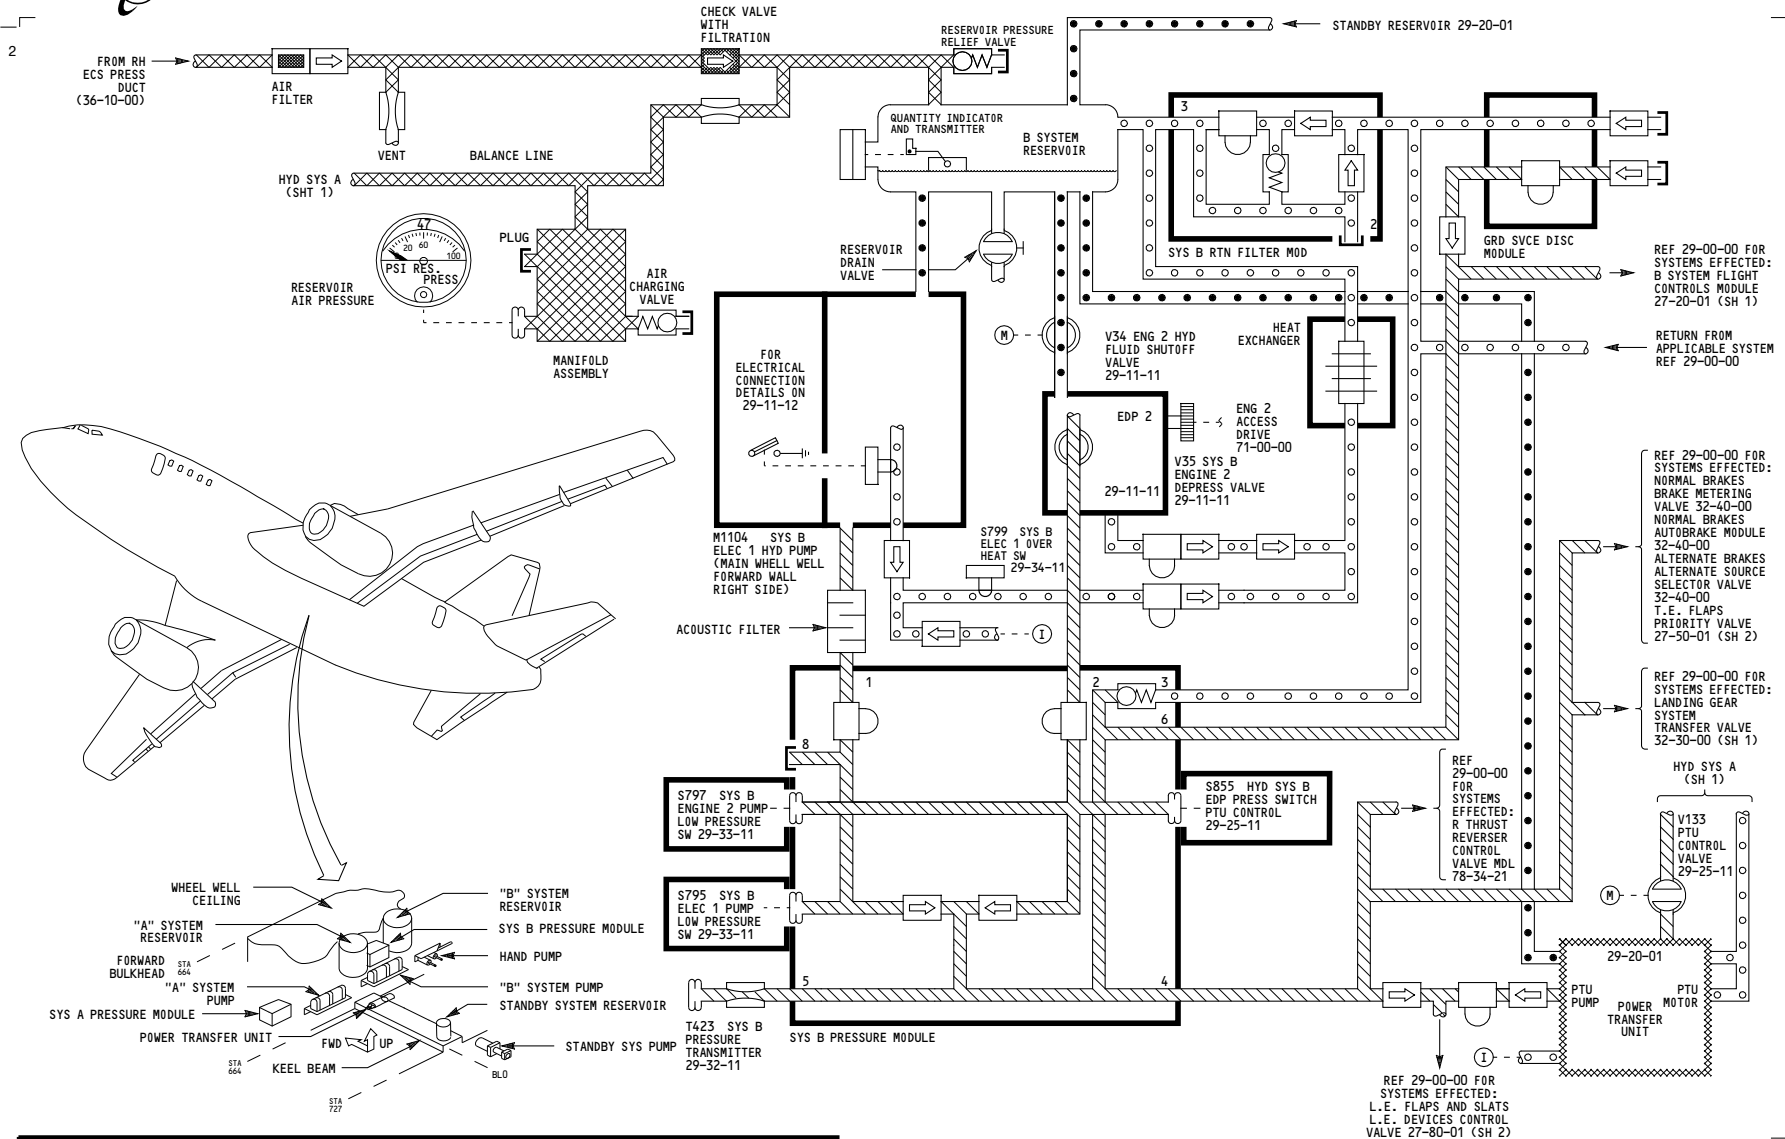 2
FROM RH
ECS PRESS
DUCT
(36-10-00)
AIR
FILTER
VENT
CHECK VALVE
WITH
FILTRATION
RESERVOIR PRESSURE
RELIEF VALVE
STANDBY RESERVOIR 29-20-01
BALANCE LINE
HYD SYS A
(SHT 1)
QUANTITY INDICATOR
AND TRANSMITTER
B SYSTEM
RESERVOIR
3
2
SYS B RTN FILTER MOD
GRD SVCE DISC
MODULE
47
20
60
100
PSI RES.
PRESS
RESERVOIR
AIR PRESSURE
PLUG
AIR
CHARGING
VALVE
MANIFOLD
ASSEMBLY
RESERVOIR
DRAIN
VALVE
REF 29-00-00 FOR
SYSTEMS EFFECTED:
B SYSTEM FLIGHT
CONTROLS MODULE
27-20-01 (SH 1)
RETURN FROM
APPLICABLE SYSTEM
REF 29-00-00
FOR
ELECTRICAL
CONNECTION
DETAILS ON
29-11-12
M
V34 ENG 2 HYD
FLUID SHUTOFF
VALVE
29-11-11
HEAT
EXCHANGER
EDP 2
29-11-11
ENG 2
ACCESS
DRIVE
71-00-00
V35 SYS B
ENGINE 2
DEPRESS VALVE
29-11-11
REF 29-00-00 FOR
SYSTEMS EFFECTED:
NORMAL BRAKES
BRAKE METERING
VALVE 32-40-00
NORMAL BRAKES
AUTOBRAKE MODULE
32-40-00
ALTERNATE BRAKES
ALTERNATE SOURCE
SELECTOR VALVE
32-40-00
T.E. FLAPS
PRIORITY VALVE
27-50-01 (SH 2)
M1104 SYS B
ELEC 1 HYD PUMP
(MAIN WHELL WELL
FORWARD WALL
RIGHT SIDE)
S799 SYS B
ELEC 1 OVER
HEAT SW
29-34-11
ACOUSTIC FILTER
I
1
2
3
6
8
REF 29-00-00 FOR
SYSTEMS EFFECTED:
LANDING GEAR
SYSTEM
TRANSFER VALVE
32-30-00 (SH 1)
S797 SYS B
ENGINE 2 PUMP
LOW PRESSURE
SW 29-33-11
S855 HYD SYS B
EDP PRESS SWITCH
PTU CONTROL
29-25-11
REF
29-00-00
FOR
SYSTEMS
EFFECTED:
R THRUST
REVERSER
CONTROL
VALVE MDL
78-34-21
HYD SYS A
(SH 1)
V133
PTU
CONTROL
VALVE
29-25-11
M
S795 SYS B
ELEC 1 PUMP
LOW PRESSURE
SW 29-33-11
5
4
T423 SYS B
PRESSURE
TRANSMITTER
29-32-11
SYS B PRESSURE MODULE
29-20-01
PTU
PUMP
PTU
MOTOR
POWER
TRANSFER
UNIT
I
REF 29-00-00 FOR
SYSTEMS EFFECTED:
L.E. FLAPS AND SLATS
L.E. DEVICES CONTROL
VALVE 27-80-01 (SH 2)
WHEEL WELL
CEILING
"A" SYSTEM
RESERVOIR
FORWARD
BULKHEAD
STA
664
"A" SYSTEM
PUMP
SYS A PRESSURE MODULE
POWER TRANSFER UNIT
STA
664
KEEL BEAM
STA
727
FWD
UP
"B" SYSTEM
RESERVOIR
SYS B PRESSURE MODULE
HAND PUMP
"B" SYSTEM PUMP
STANDBY SYSTEM RESERVOIR
STANDBY SYS PUMP
BLO